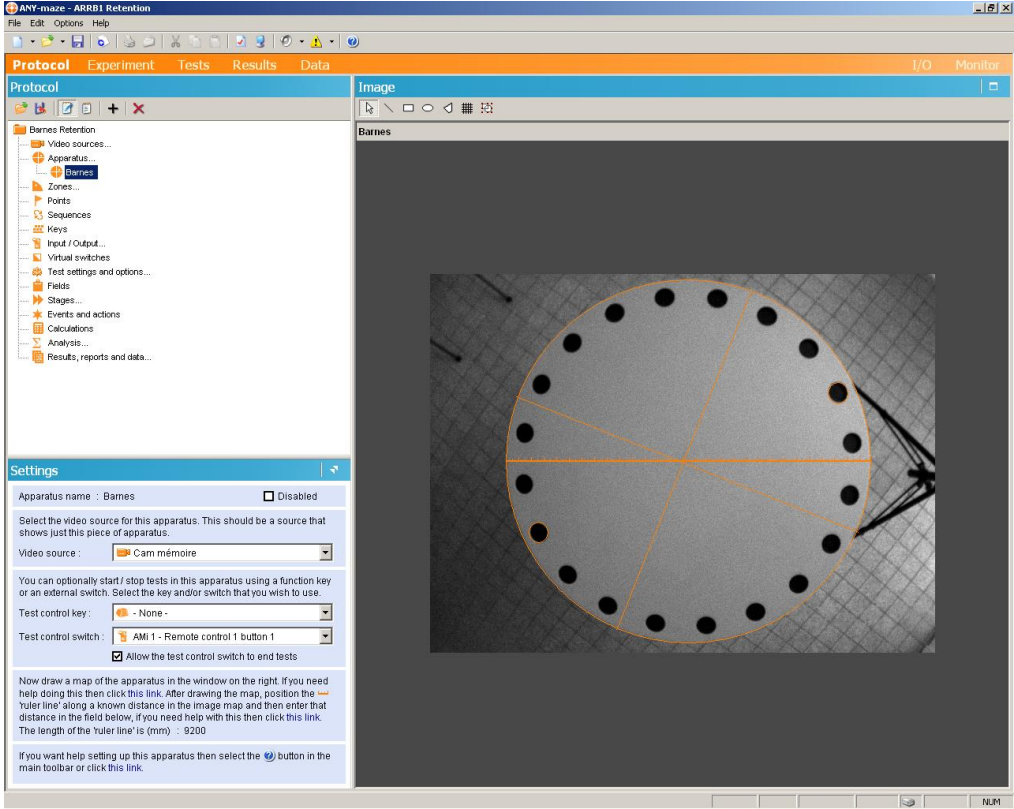 ANY-maze - ARRB1 Retention
File Edit Options Help
Protocol Experiment Tests Results Data I/O Monitor
Protocol
Image
Barnes
Barnes Retention
Video sources...
Apparatus...
Barnes
Zones...
Points
Sequences
Keys
Input / Output...
Virtual switches
Test settings and options...
Fields
Stages...
Events and actions
Calculations
Analysis...
Results, reports and data...
Settings
Apparatus name : Barnes Disabled
Select the video source for this apparatus. This should be a source that
shows just this piece of apparatus.
Video source : Cam mémoire
You can optionally start / stop tests in this apparatus using a function key
or an external switch. Select the key and/or switch that you wish to use.
Test control key : - None -
Test control switch : AMi 1 - Remote control 1 button 1
Allow the test control switch to end tests
Now draw a map of the apparatus in the window on the right. If you need
help doing this then click this link. After drawing the map, position the
'ruler line' along a known distance in the image map and then enter that
distance in the field below, if you need help with this then click this link.
The length of the 'ruler line' is (mm) : 9200
If you want help setting up this apparatus then select the button in the
main toolbar or click this link.
NUM